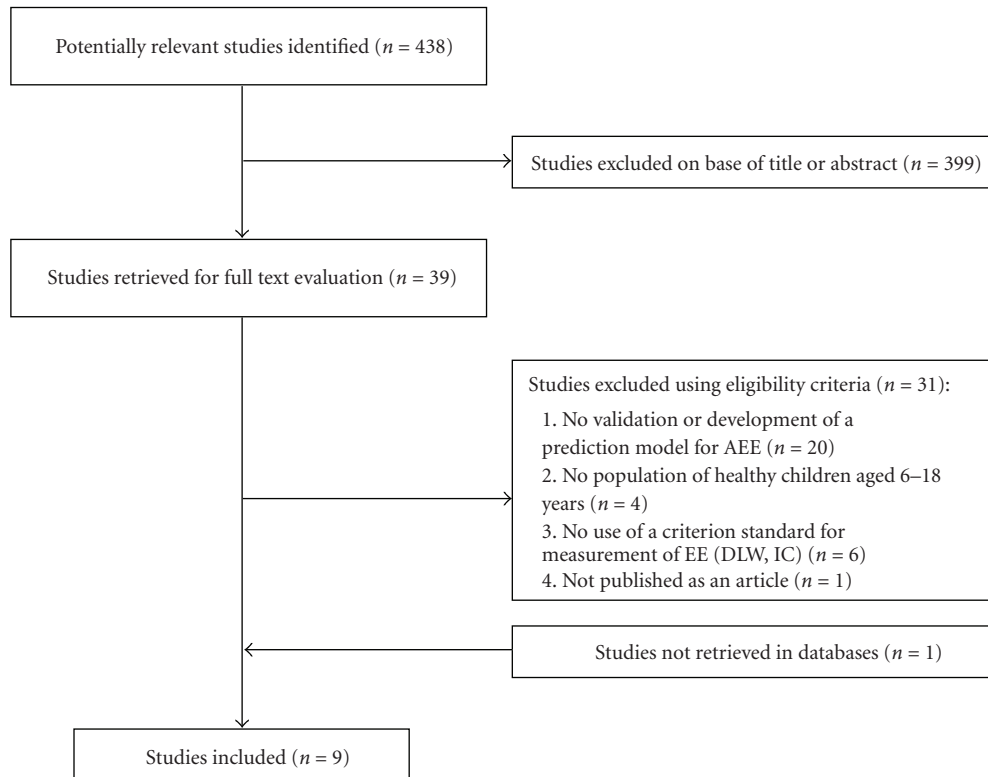 Potentially relevant studies identified (n = 438)
Studies excluded on base of title or abstract (n = 399)
Studies retrieved for full text evaluation (n = 39)
Studies excluded using eligibility criteria (n = 31):
1. No validation or development of a
prediction model for AEE (n = 20)
2. No population of healthy children aged 6–18
years (n = 4)
3. No use of a criterion standard for
measurement of EE (DLW, IC) (n = 6)
4. Not published as an article (n = 1)
Studies not retrieved in databases (n = 1)
Studies included (n = 9)